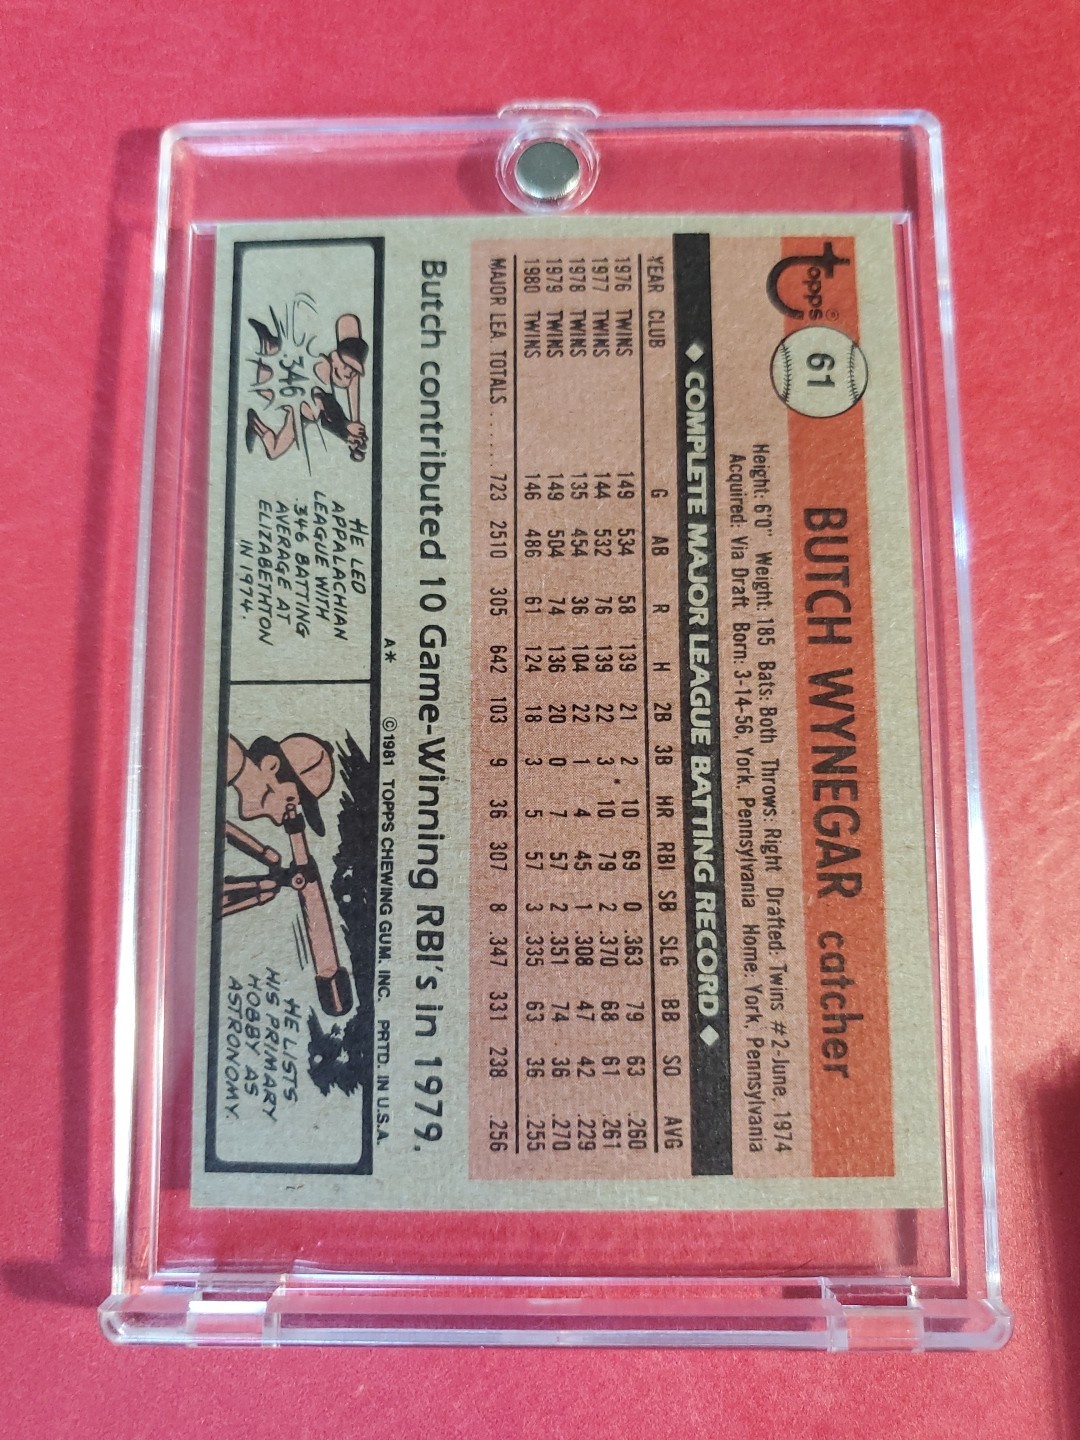 topps®
61
BUTCH WYNEGAR catcher
Height: 6'0" Weight: 185 Bats: Both Throws: Right Drafted: Twins #2-June, 1974
Acquired: Via Draft Born: 3-14-56, York, Pennsylvania Home: York, Pennsylvania
◆ COMPLETE MAJOR LEAGUE BATTING RECORD ◆
YEAR CLUB G AB R H 2B 3B HR RBI SB SLG BB SO AVG
1976 TWINS 149 534 58 139 21 2 10 69 0 .363 79 63 .260
1977 TWINS 144 532 76 139 22 3 10 79 2 .370 68 61 .261
1978 TWINS 135 454 36 104 22 1 4 45 1 .308 47 42 .229
1979 TWINS 149 504 74 136 20 0 7 57 2 .351 74 36 .270
1980 TWINS 146 486 61 124 18 3 5 57 3 .335 63 36 .255
MAJOR LEA. TOTALS ..... 723 2510 305 642 103 9 36 307 8 .347 331 238 .256
Butch contributed 10 Game-Winning RBI's in 1979.
A* ©1981 TOPPS CHEWING GUM. INC. PRTD. IN U.S.A.
.346
HE LED
APPALACHIAN
LEAGUE WITH
.346 BATTING
AVERAGE AT
ELIZABETHTON
IN 1974.
HE LISTS
HIS PRIMARY
HOBBY AS
ASTRONOMY.